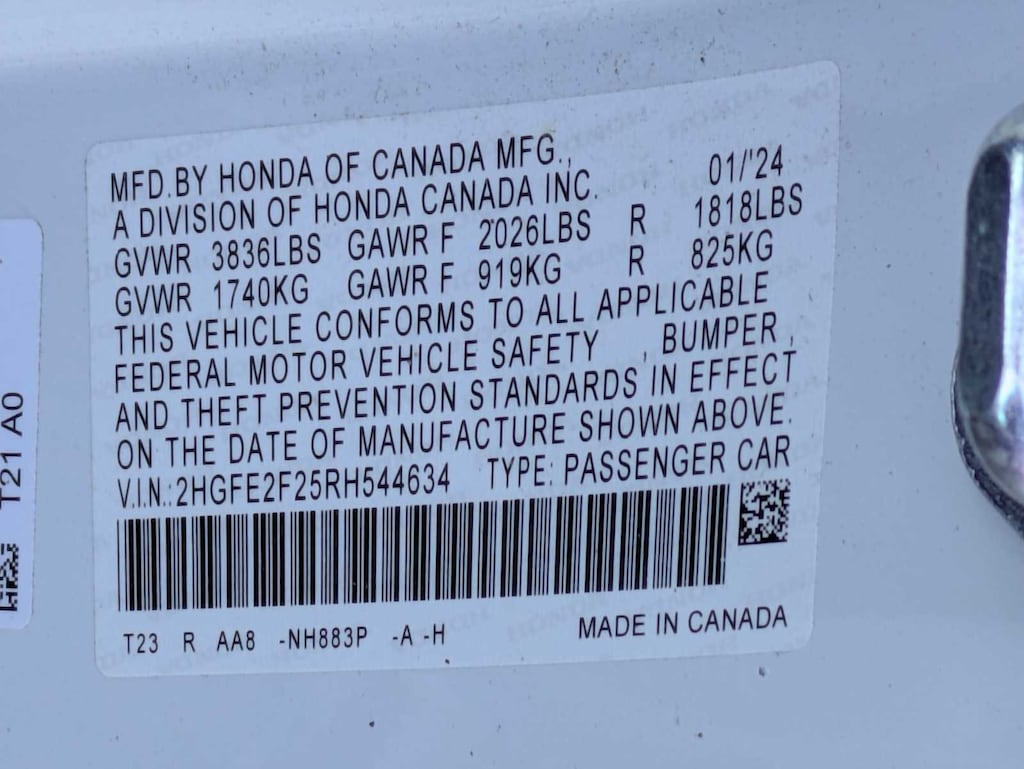 MFD.BY HONDA OF CANADA MFG.,
A DIVISION OF HONDA CANADA INC. 01/'24
GVWR 3836LBS GAWR F 2026LBS R 1818LBS
GVWR 1740KG GAWR F 919KG R 825KG
THIS VEHICLE CONFORMS TO ALL APPLICABLE
FEDERAL MOTOR VEHICLE SAFETY , BUMPER ,
AND THEFT PREVENTION STANDARDS IN EFFECT
ON THE DATE OF MANUFACTURE SHOWN ABOVE.
V.I.N.:2HGFE2F25RH544634 TYPE: PASSENGER CAR
T23 R AA8 -NH883P -A -H MADE IN CANADA
T21 A0